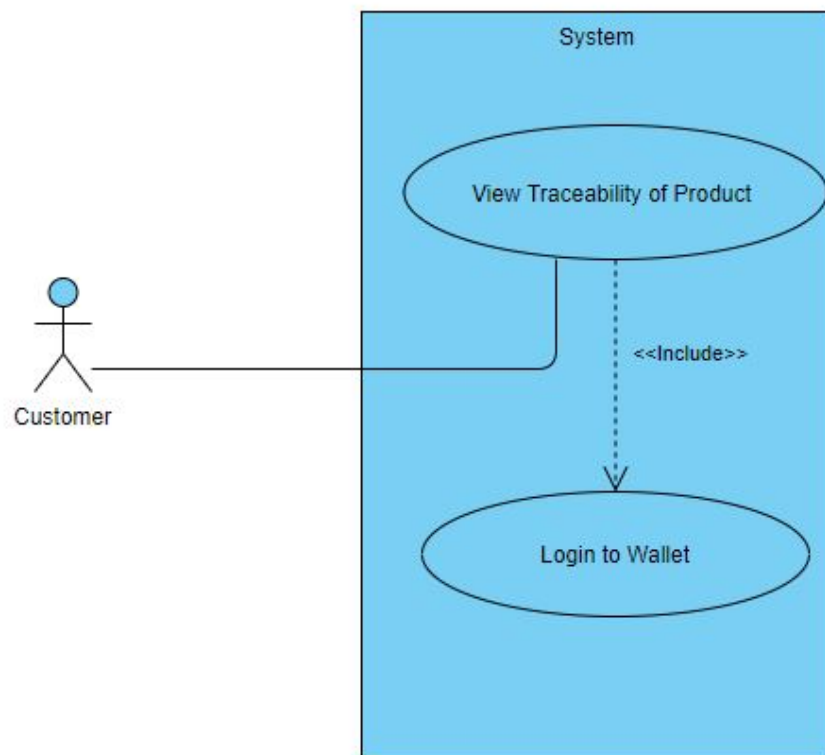 System
View Traceability of Product
<<Include>>
Customer
Login to Wallet